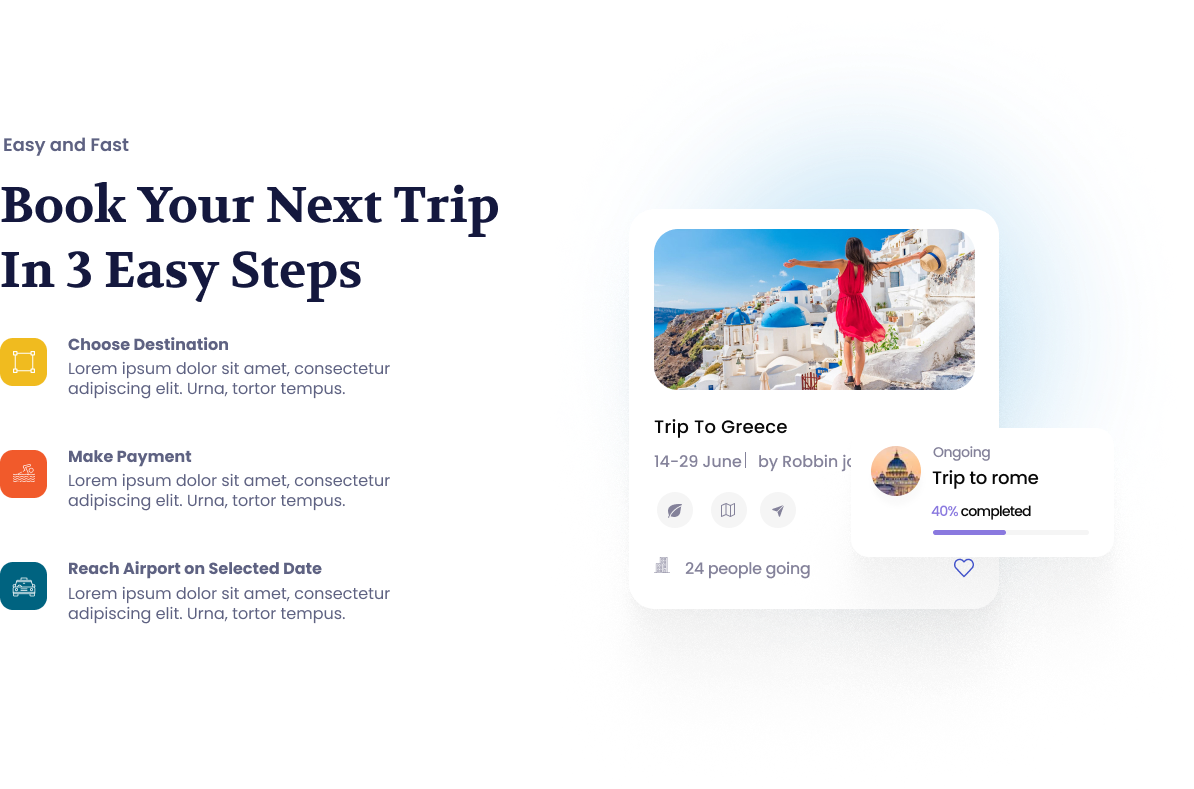 Easy and Fast
Book Your Next Trip
In 3 Easy Steps
Choose Destination
Lorem ipsum dolor sit amet, consectetur
adipiscing elit. Urna, tortor tempus.
Make Payment
Lorem ipsum dolor sit amet, consectetur
adipiscing elit. Urna, tortor tempus.
Reach Airport on Selected Date
Lorem ipsum dolor sit amet, consectetur
adipiscing elit. Urna, tortor tempus.
Trip To Greece
14-29 June | by Robbin
24 people going
Ongoing
Trip to rome
40% completed